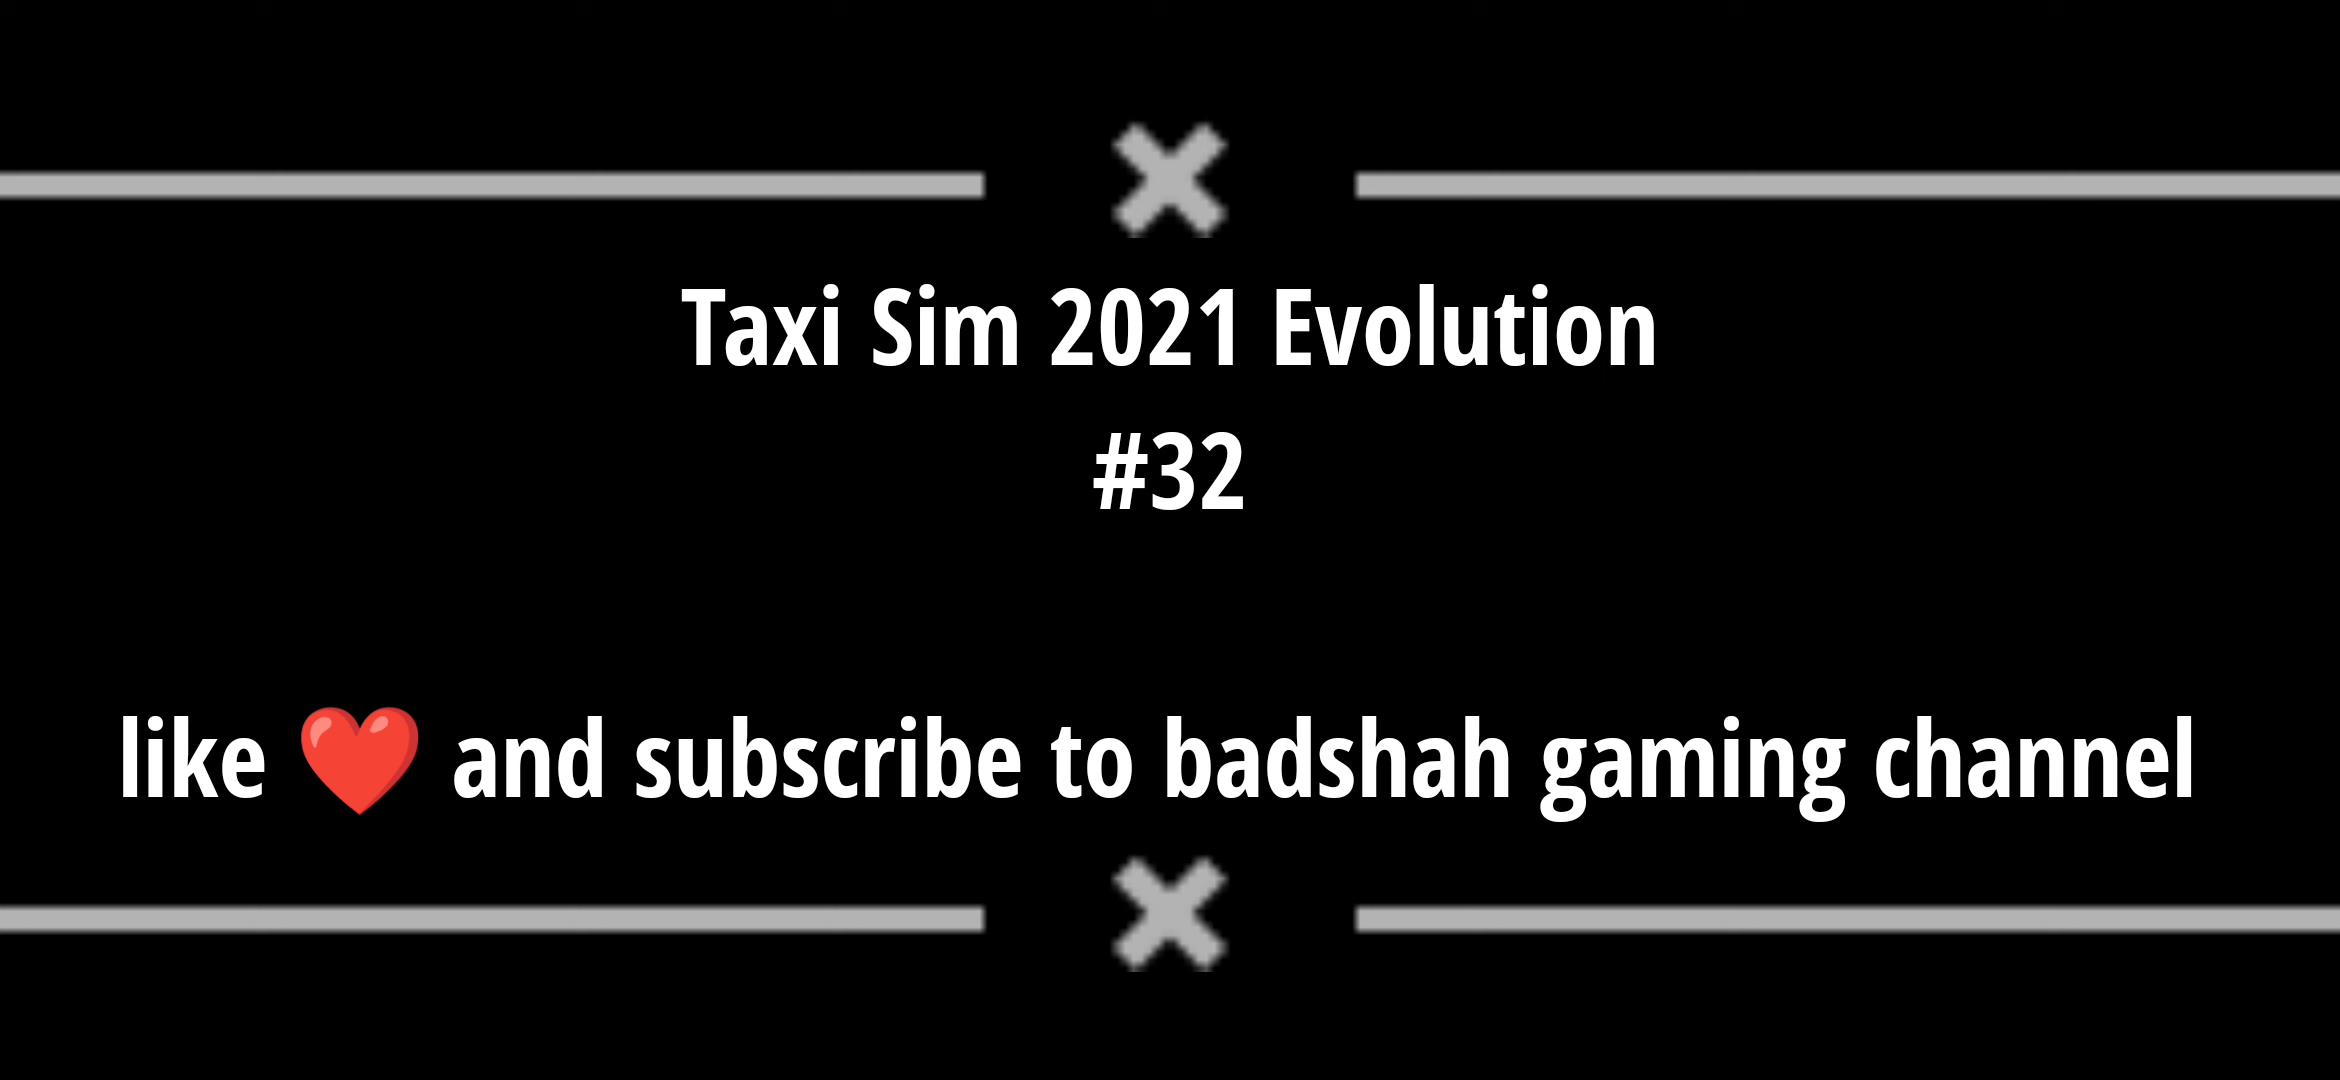 Taxi Sim 2021 Evolution
#32
like ❤️ and subscribe to badshah gaming channel